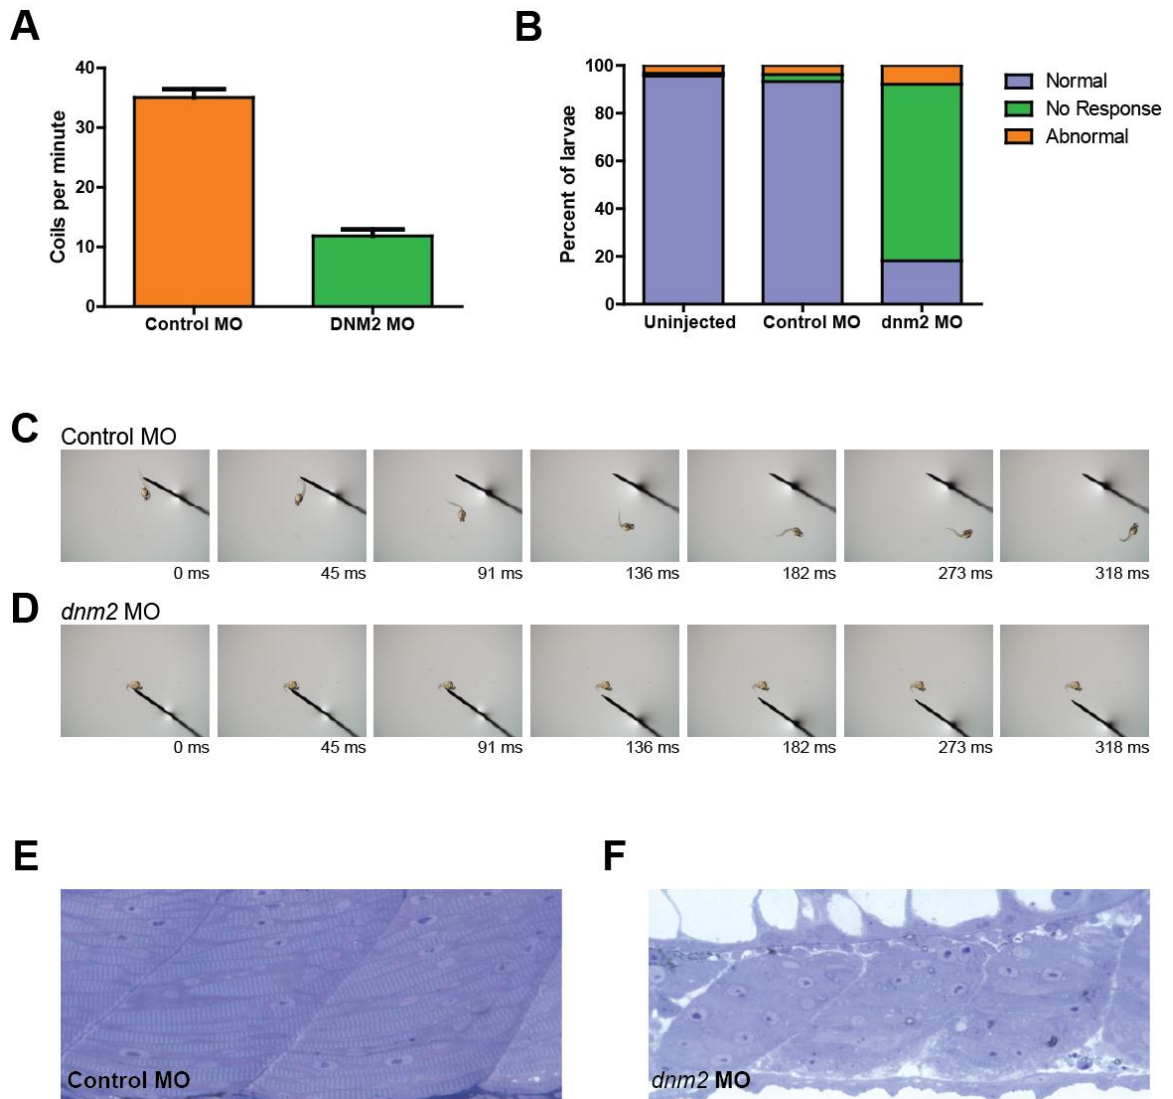 A
B
40
30
20
10
0
Coils per minute
Control MO
DNM2 MO
100
80
60
40
20
0
Percent of larvae
Uninjected
Control MO
dnm2 MO
Normal
No Response
Abnormal
C
Control MO
0 ms
45 ms
91 ms
136 ms
182 ms
273 ms
318 ms
D
dnm2 MO
0 ms
45 ms
91 ms
136 ms
182 ms
273 ms
318 ms
E
F
Control MO
dnm2 MO